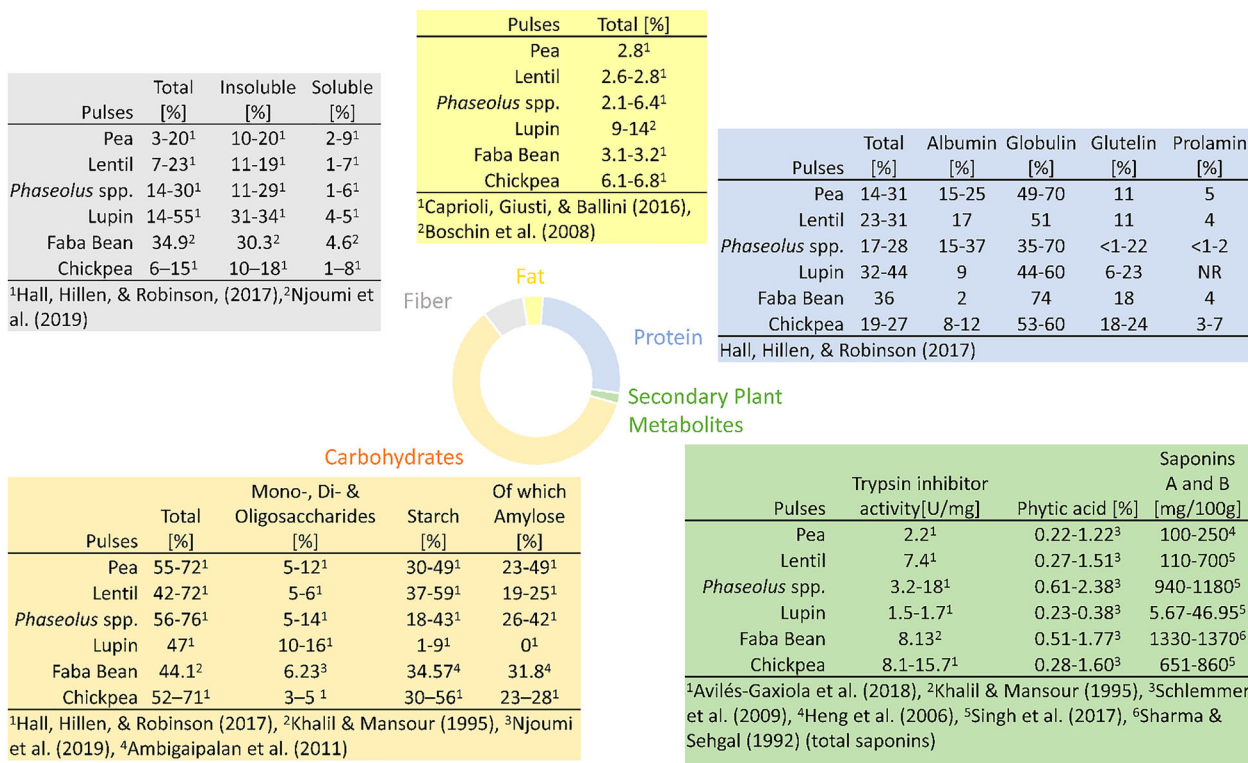 Pulses Total [%]
Pea 2.8¹
Lentil 2.6-2.8¹
Phaseolus spp. 2.1-6.4¹
Lupin 9-14²
Faba Bean 3.1-3.2¹
Chickpea 6.1-6.8¹
¹Caprioli, Giusti, & Ballini (2016),
²Boschin et al. (2008)
Total Insoluble Soluble
Pulses [%] [%] [%]
Pea 3-20¹ 10-20¹ 2-9¹
Lentil 7-23¹ 11-19¹ 1-7¹
Phaseolus spp. 14-30¹ 11-29¹ 1-6¹
Lupin 14-55¹ 31-34¹ 4-5¹
Faba Bean 34.9² 30.3² 4.6²
Chickpea 6–15¹ 10–18¹ 1–8¹
¹Hall, Hillen, & Robinson, (2017),²Njoumi et
al. (2019)
Total Albumin Globulin Glutelin Prolamin
Pulses [%] [%] [%] [%] [%]
Pea 14-31 15-25 49-70 11 5
Lentil 23-31 17 51 11 4
Phaseolus spp. 17-28 15-37 35-70 <1-22 <1-2
Lupin 32-44 9 44-60 6-23 NR
Faba Bean 36 2 74 18 4
Chickpea 19-27 8-12 53-60 18-24 3-7
Hall, Hillen, & Robinson (2017)
Fat
Fiber
Protein
Secondary Plant
Metabolites
Carbohydrates
Mono-, Di- & Of which
Total Oligosaccharides Starch Amylose
Pulses [%] [%] [%] [%]
Pea 55-72¹ 5-12¹ 30-49¹ 23-49¹
Lentil 42-72¹ 5-6¹ 37-59¹ 19-25¹
Phaseolus spp. 56-76¹ 5-14¹ 18-43¹ 26-42¹
Lupin 47¹ 10-16¹ 1-9¹ 0¹
Faba Bean 44.1² 6.23³ 34.57⁴ 31.8⁴
Chickpea 52–71¹ 3–5 ¹ 30–56¹ 23–28¹
¹Hall, Hillen, & Robinson (2017), ²Khalil & Mansour (1995), ³Njoumi
et al. (2019), ⁴Ambigaipalan et al. (2011)
Saponins
Trypsin inhibitor A and B
Pulses activity[U/mg] Phytic acid [%] [mg/100g]
Pea 2.2¹ 0.22-1.22³ 100-250⁴
Lentil 7.4¹ 0.27-1.51³ 110-700⁵
Phaseolus spp. 3.2-18¹ 0.61-2.38³ 940-1180⁵
Lupin 1.5-1.7¹ 0.23-0.38³ 5.67-46.95⁵
Faba Bean 8.13² 0.51-1.77³ 1330-1370⁶
Chickpea 8.1-15.7¹ 0.28-1.60³ 651-860⁵
¹Avilés-Gaxiola et al. (2018), ²Khalil & Mansour (1995), ³Schlemmer
et al. (2009), ⁴Heng et al. (2006), ⁵Singh et al. (2017), ⁶Sharma &
Sehgal (1992) (total saponins)